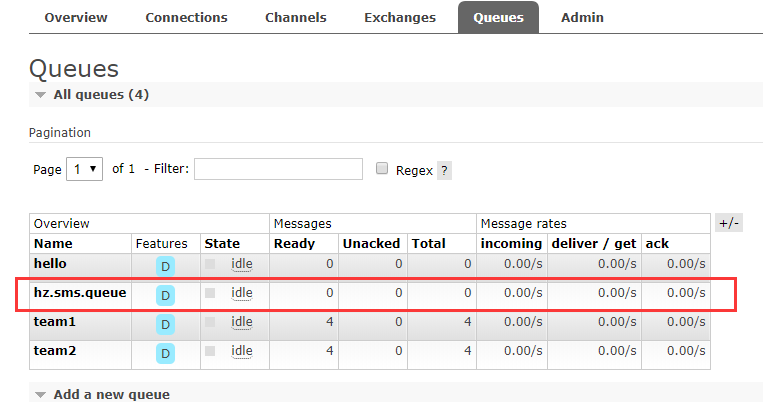 Overview Connections Channels Exchanges Queues Admin
Queues
All queues (4)
Pagination
Page 1 of 1 - Filter: Regex ?
Overview Messages Message rates +/-
Name Features State Ready Unacked Total incoming deliver / get ack
hello D idle 0 0 0 0.00/s 0.00/s 0.00/s
hz.sms.queue D idle 0 0 0 0.00/s 0.00/s 0.00/s
team1 D idle 4 0 4 0.00/s 0.00/s 0.00/s
team2 D idle 4 0 4 0.00/s 0.00/s 0.00/s
Add a new queue